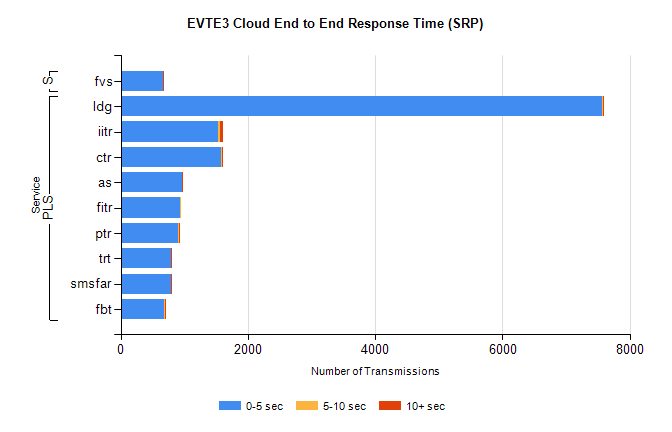 EVTE3 Cloud End to End Response Time (SRP)
Service
S
PLS
fvs
ldg
iitr
ctr
as
fitr
ptr
trt
smsfar
fbt
0 2000 4000 6000 8000
Number of Transmissions
0-5 sec 5-10 sec 10+ sec